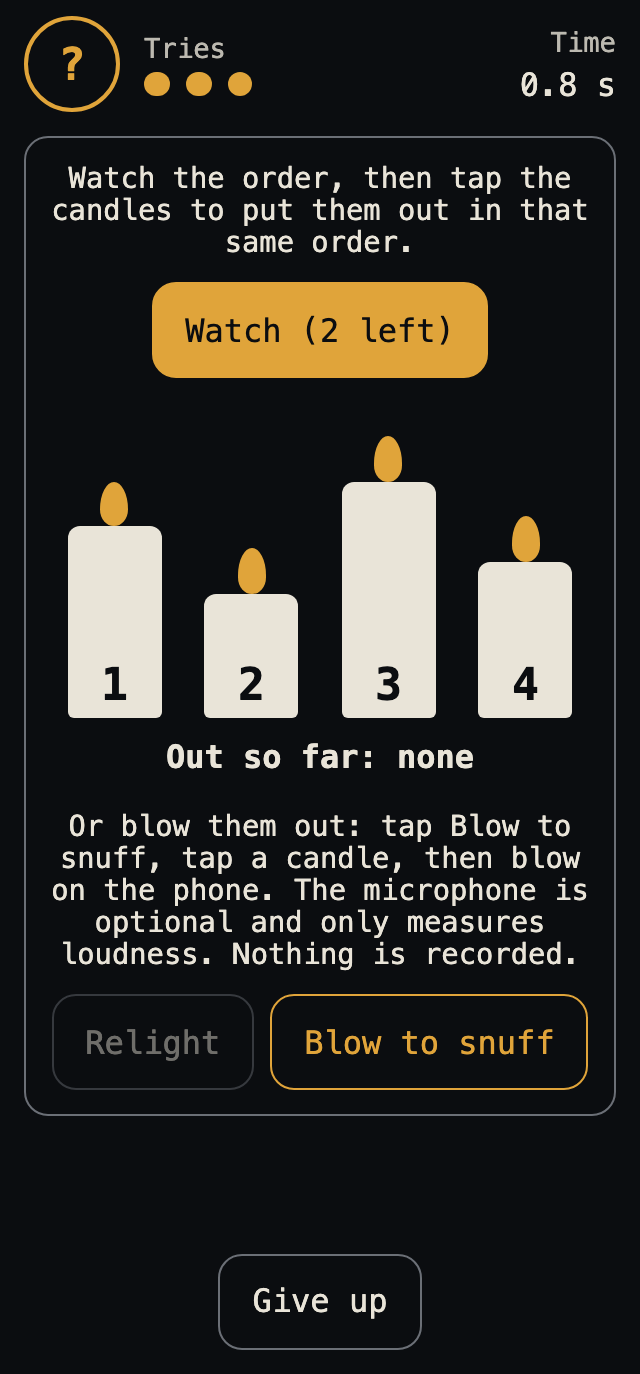 ?
Tries
Time
0.8 s
Watch the order, then tap the
candles to put them out in that
same order.
Watch (2 left)
1
2
3
4
Out so far: none
Or blow them out: tap Blow to
snuff, tap a candle, then blow
on the phone. The microphone is
optional and only measures
loudness. Nothing is recorded.
Relight
Blow to snuff
Give up